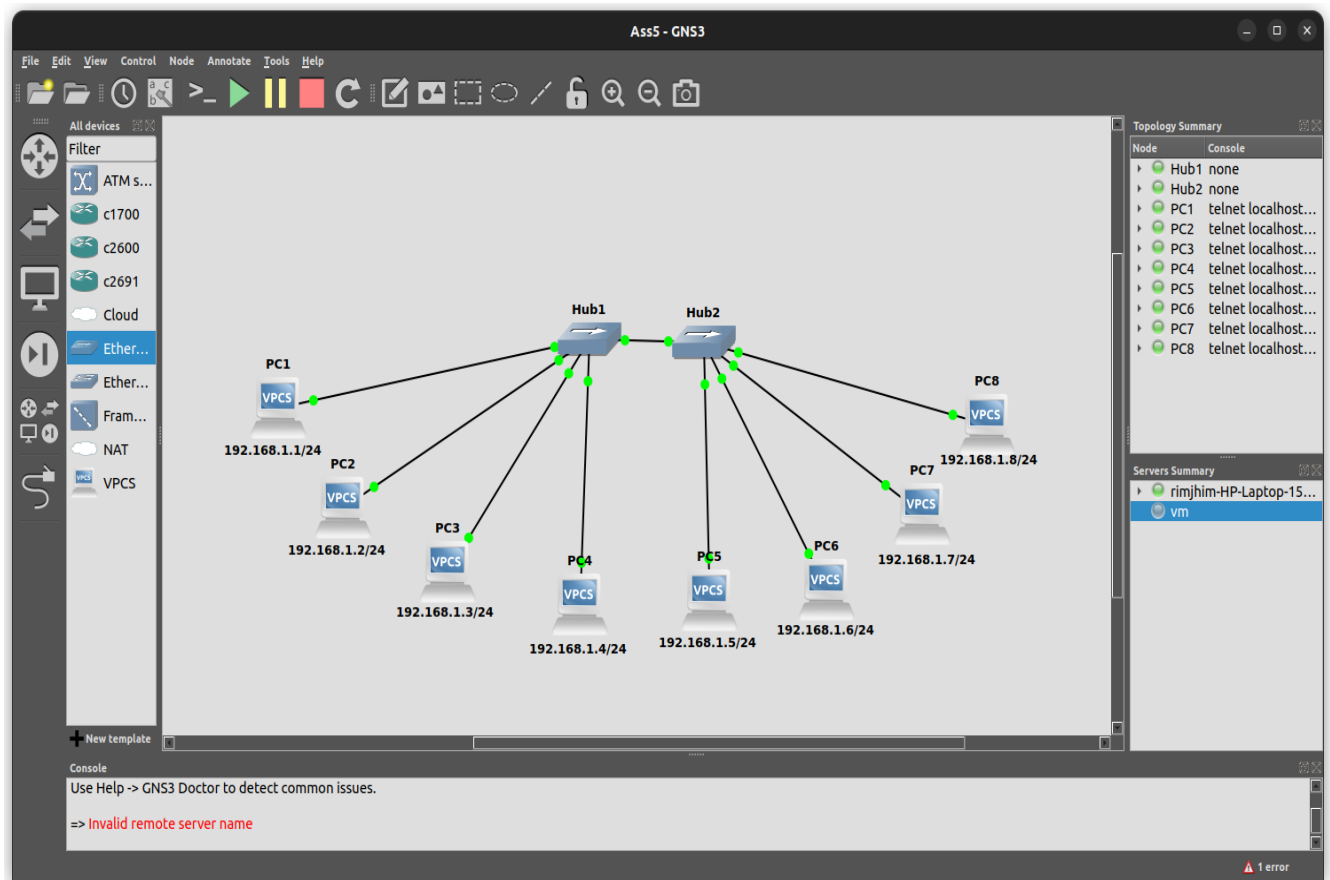 Ass5 - GNS3
File Edit View Control Node Annotate Tools Help
All devices
Filter
ATM s...
c1700
c2600
c2691
Cloud
Ether...
Ether...
Fram...
NAT
VPCS
New template
Hub1
Hub2
PC1
VPCS
192.168.1.1/24
PC2
VPCS
192.168.1.2/24
PC3
VPCS
192.168.1.3/24
PC4
VPCS
192.168.1.4/24
PC5
VPCS
192.168.1.5/24
PC6
VPCS
192.168.1.6/24
PC7
VPCS
192.168.1.7/24
PC8
VPCS
192.168.1.8/24
Topology Summary
Node Console
Hub1 none
Hub2 none
PC1 telnet localhost...
PC2 telnet localhost...
PC3 telnet localhost...
PC4 telnet localhost...
PC5 telnet localhost...
PC6 telnet localhost...
PC7 telnet localhost...
PC8 telnet localhost...
Servers Summary
rimjhim-HP-Laptop-15...
vm
Console
Use Help -> GNS3 Doctor to detect common issues.
=> Invalid remote server name
1 error